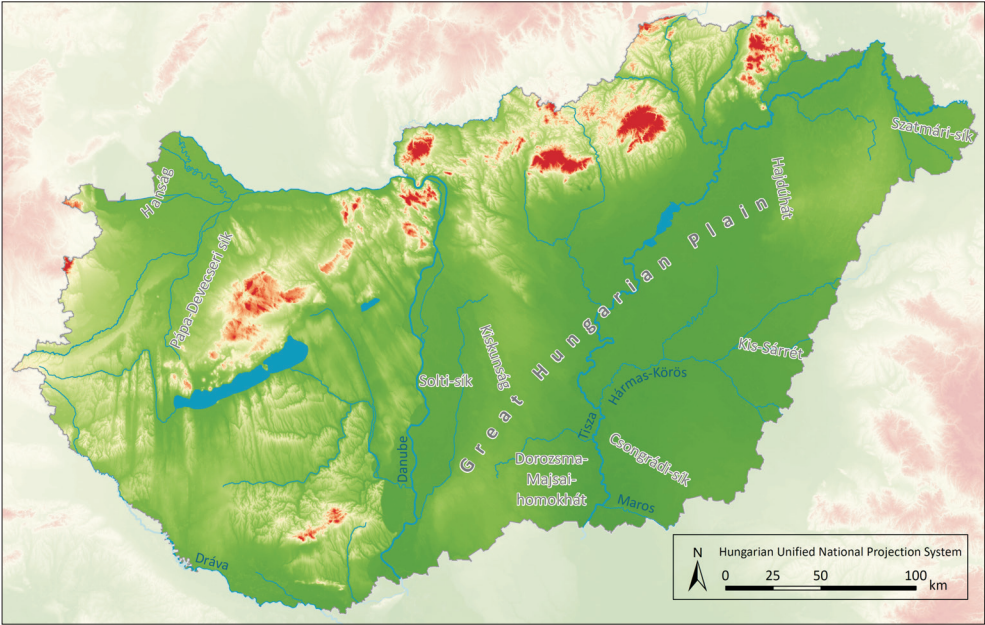 Szatmári-sík
Hajdúhát
Hanság
Pápa-Devecseri sík
Great Hungarian Plain
Kiskunság
Solti-sík
Kis-Sárrét
Hármas-Körös
Tisza
Danube
Csongrádi-sík
Dorozsma-
Majsai-
homokhát
Maros
Dráva
N
Hungarian Unified National Projection System
0 25 50 100
km